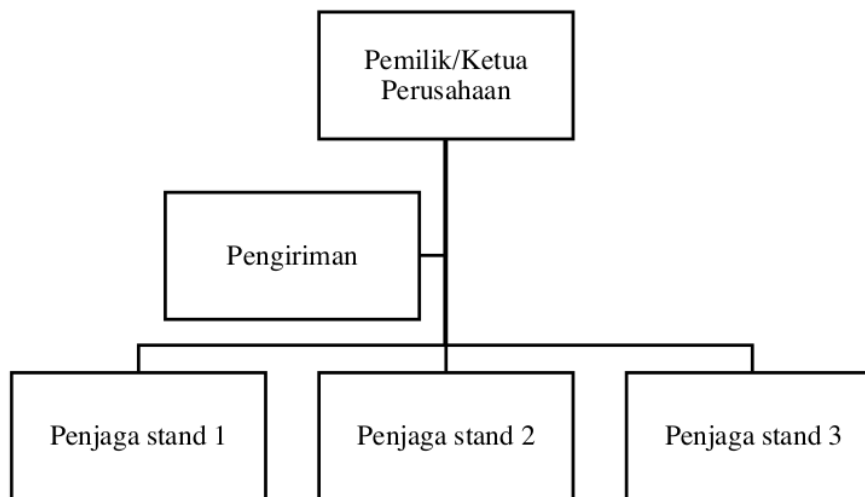 Pemilik/Ketua
Perusahaan
Pengiriman
Penjaga stand 1
Penjaga stand 2
Penjaga stand 3